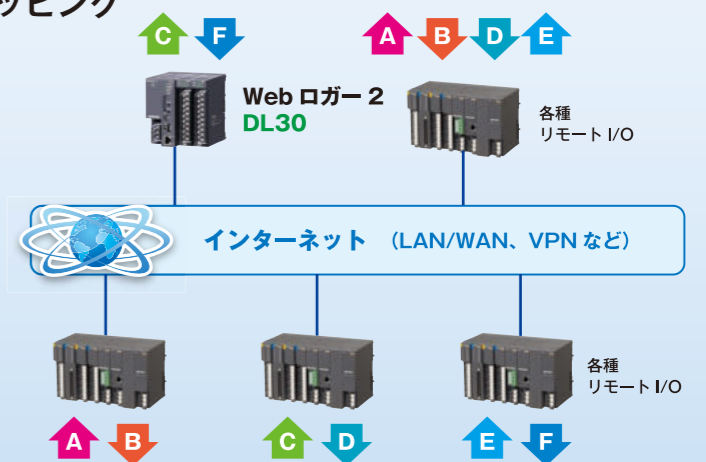 ッピング
C F
A B D E
Web ロガー 2
DL30
各種
リモート I/O
インターネット (LAN/WAN、VPN など)
各種
リモート I/O
A B
C D
E F